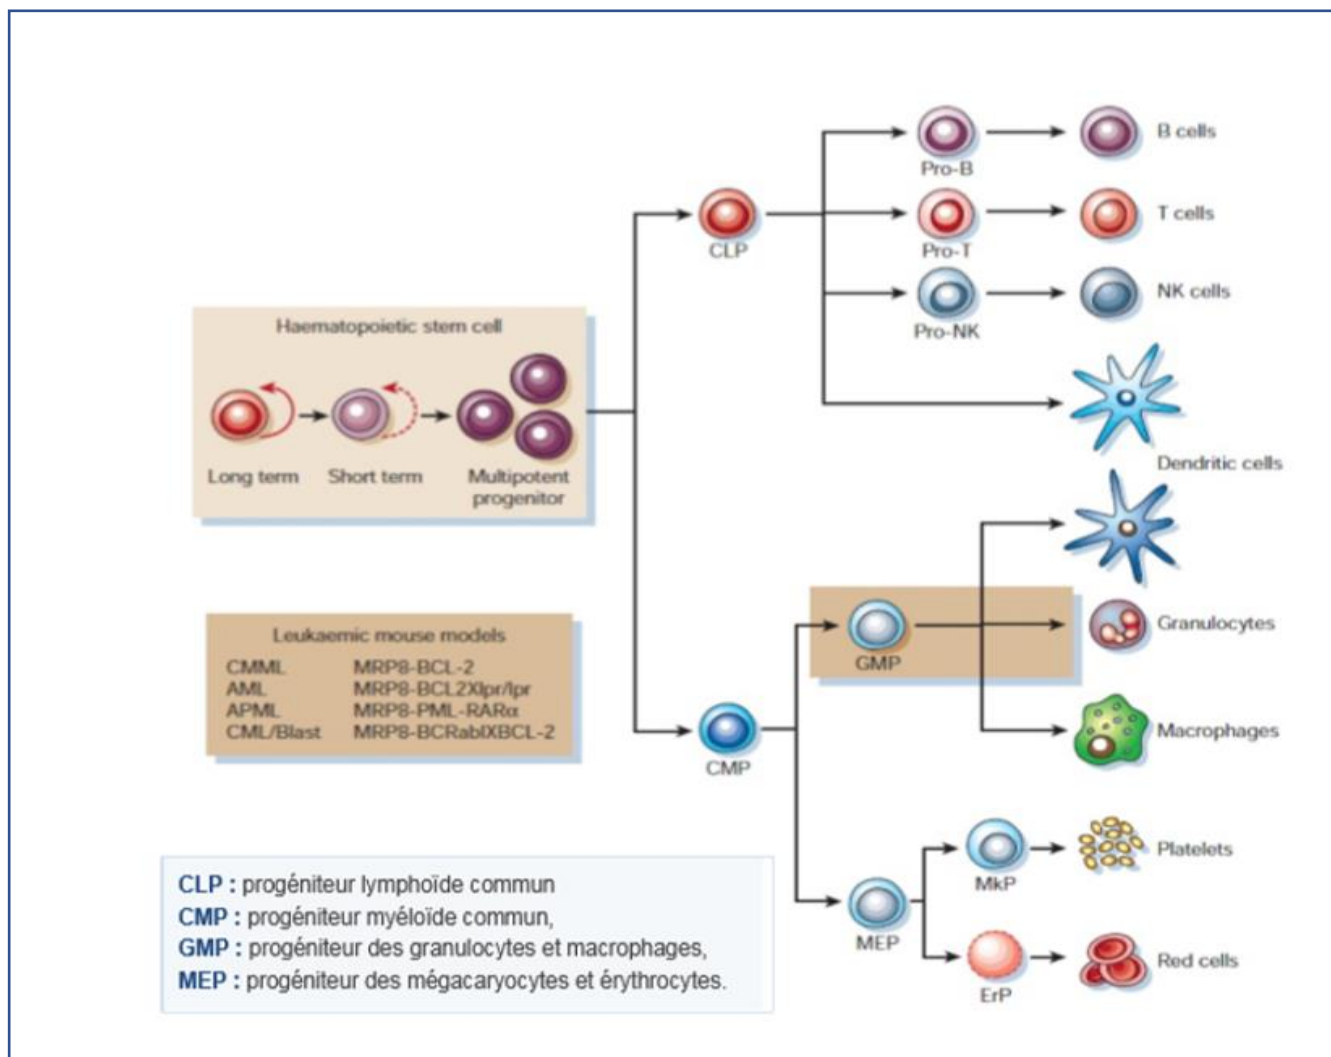 B cells
Pro-B
T cells
CLP
Pro-T
NK cells
Pro-NK
Haematopoietic stem cell
Long term
Short term
Multipotent
progenitor
Dendritic cells
Granulocytes
GMP
Leukaemic mouse models
CMML MRP8-BCL-2
AML MRP8-BCL2Xlpr/lpr
APML MRP8-PML-RARα
CML/Blast MRP8-BCRablXBCL-2
Macrophages
CMP
Platelets
MkP
MEP
Red cells
ErP
CLP : progéniteur lymphoïde commun
CMP : progéniteur myéloïde commun,
GMP : progéniteur des granulocytes et macrophages,
MEP : progéniteur des mégacaryocytes et érythrocytes.